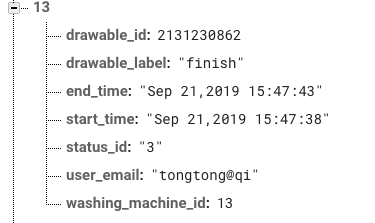 13
drawable_id: 2131230862
drawable_label: "finish"
end_time: "Sep 21,2019 15:47:43"
start_time: "Sep 21,2019 15:47:38"
status_id: "3"
user_email: "tongtong@qi"
washing_machine_id: 13